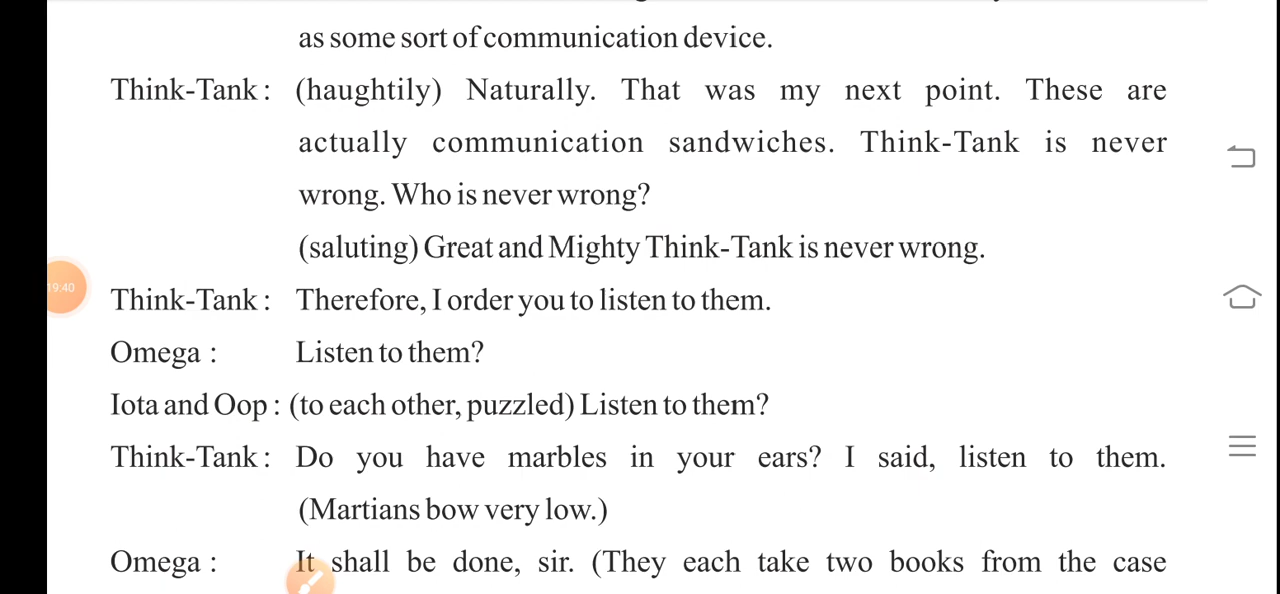 as some sort of communication device.
Think-Tank : (haughtily) Naturally. That was my next point. These are
actually communication sandwiches. Think-Tank is never
wrong. Who is never wrong?
(saluting) Great and Mighty Think-Tank is never wrong.
19:40
Think-Tank : Therefore, I order you to listen to them.
Omega : Listen to them?
Iota and Oop : (to each other, puzzled) Listen to them?
Think-Tank : Do you have marbles in your ears? I said, listen to them.
(Martians bow very low.)
Omega : It shall be done, sir. (They each take two books from the case